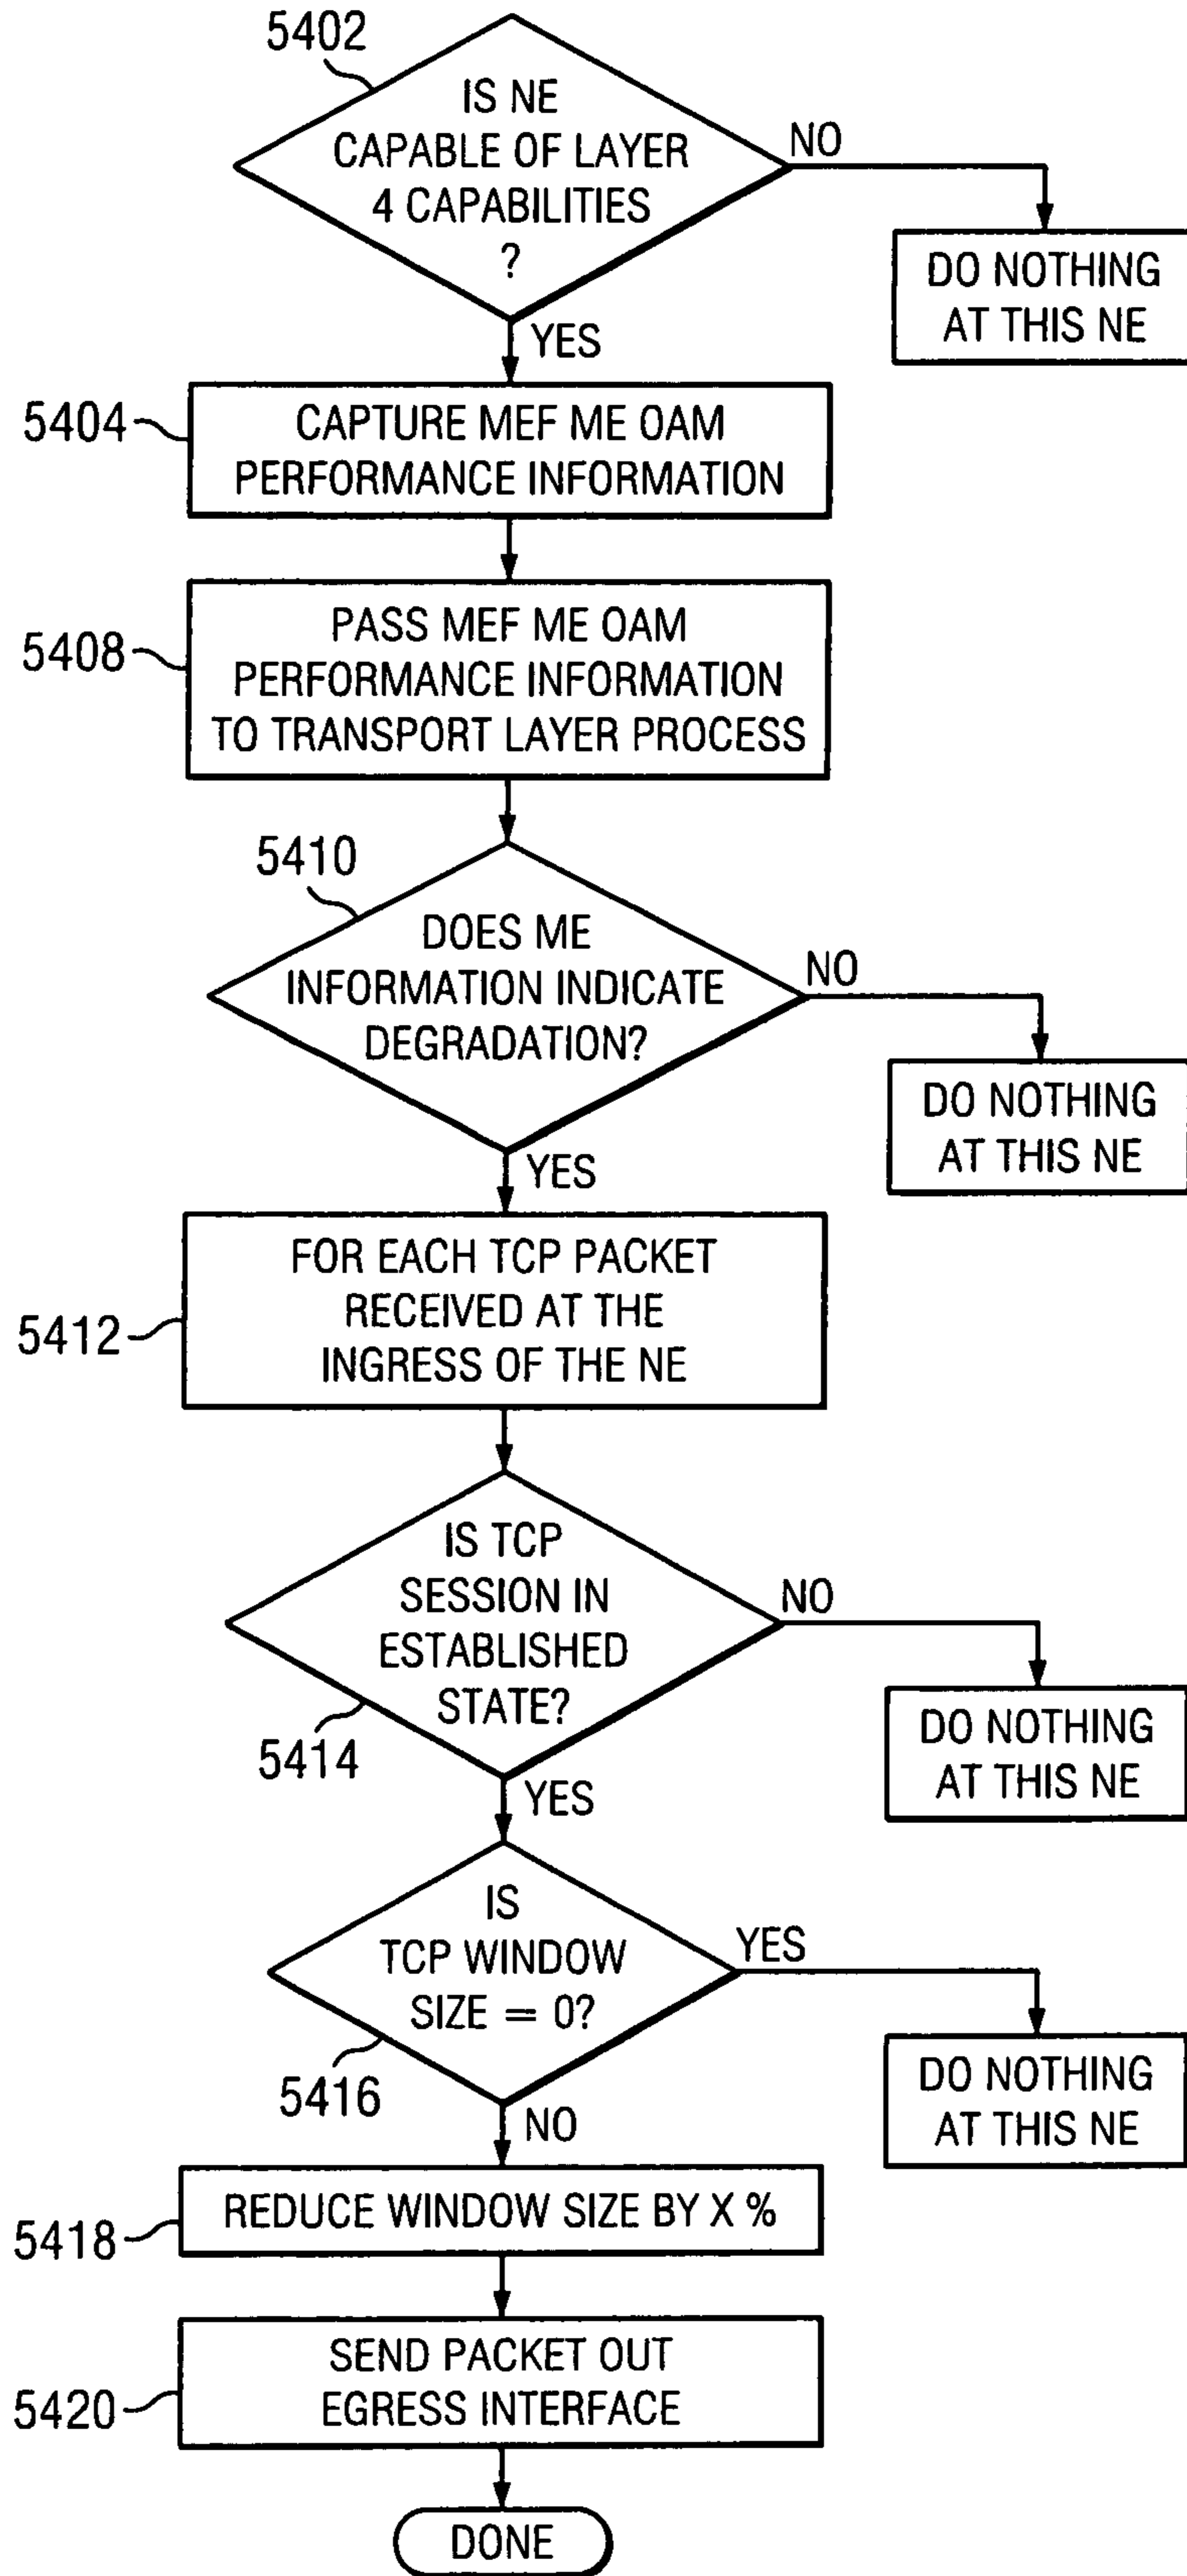 5402
IS NE
CAPABLE OF LAYER
4 CAPABILITIES
?
NO
DO NOTHING
AT THIS NE
YES
5404
CAPTURE MEF ME OAM
PERFORMANCE INFORMATION
5408
PASS MEF ME OAM
PERFORMANCE INFORMATION
TO TRANSPORT LAYER PROCESS
5410
DOES ME
INFORMATION INDICATE
DEGRADATION?
NO
DO NOTHING
AT THIS NE
YES
5412
FOR EACH TCP PACKET
RECEIVED AT THE
INGRESS OF THE NE
IS TCP
SESSION IN
ESTABLISHED
STATE?
5414
NO
DO NOTHING
AT THIS NE
YES
IS
TCP WINDOW
SIZE = 0?
5416
YES
DO NOTHING
AT THIS NE
NO
5418
REDUCE WINDOW SIZE BY X %
5420
SEND PACKET OUT
EGRESS INTERFACE
DONE